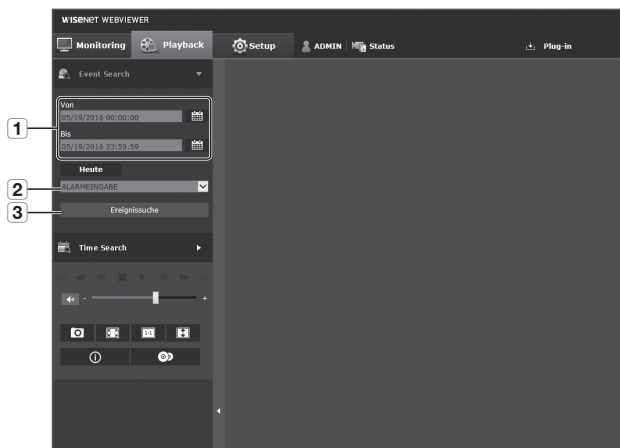 WISENET WEBVIEWER
Monitoring Playback Setup ADMIN Status Plug-in
Event Search
Von
05/19/2016 00:00:00
1
Bis
05/19/2016 23:59:59
Heute
2 ALARMEINGABE
3 Ereignissuche
Time Search
- +
1:1